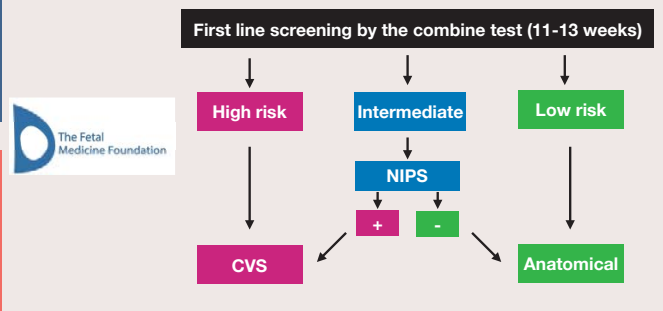 First line screening by the combine test (11-13 weeks)
High risk
Intermediate
Low risk
The Fetal
Medicine Foundation
NIPS
+
-
CVS
Anatomical